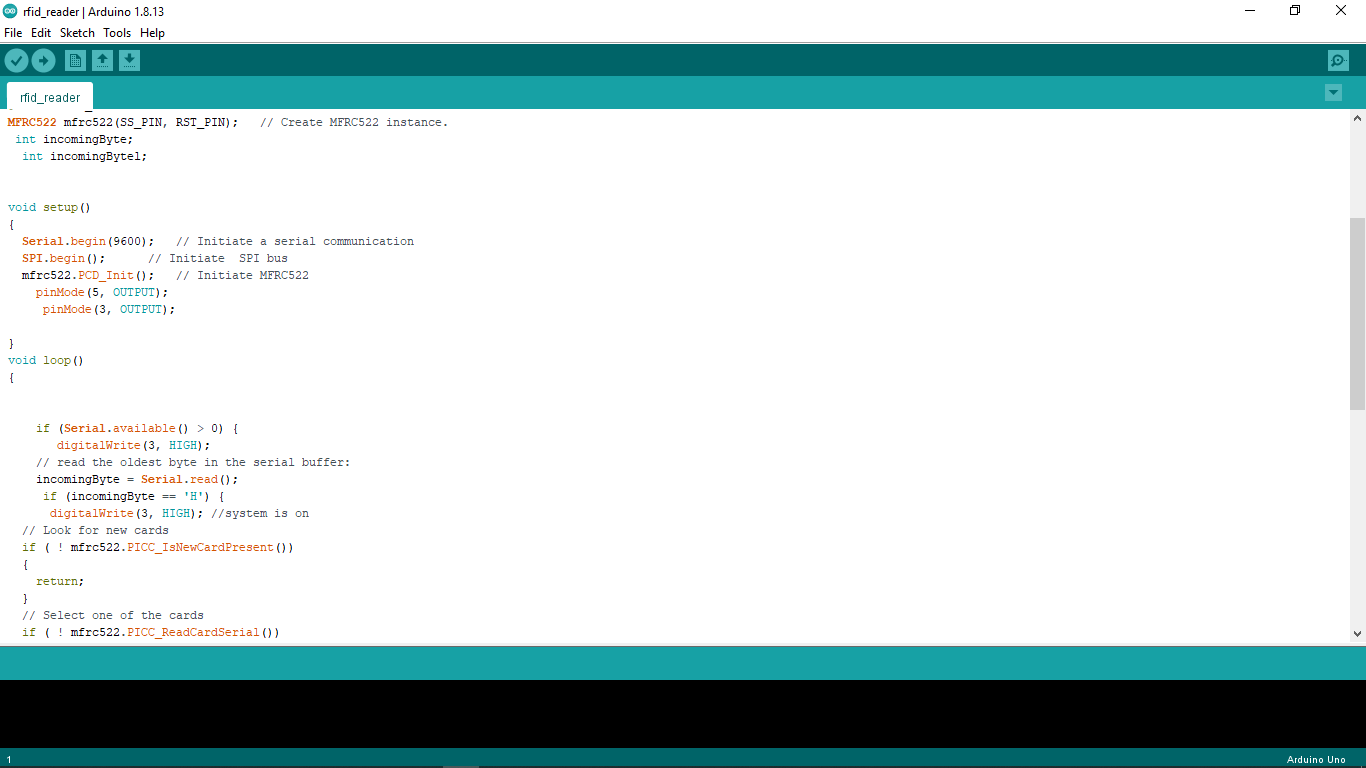 rfid_reader | Arduino 1.8.13
File Edit Sketch Tools Help
rfid_reader
MFRC522 mfrc522(SS_PIN, RST_PIN);   // Create MFRC522 instance.
 int incomingByte;
  int incomingBytel;
void setup()
{
  Serial.begin(9600);   // Initiate a serial communication
  SPI.begin();      // Initiate  SPI bus
  mfrc522.PCD_Init();   // Initiate MFRC522
    pinMode(5, OUTPUT);
     pinMode(3, OUTPUT);
}
void loop()
{
    if (Serial.available() > 0) {
       digitalWrite(3, HIGH);
    // read the oldest byte in the serial buffer:
    incomingByte = Serial.read();
     if (incomingByte == 'H') {
      digitalWrite(3, HIGH); //system is on
  // Look for new cards
  if ( ! mfrc522.PICC_IsNewCardPresent())
  {
    return;
  }
  // Select one of the cards
  if ( ! mfrc522.PICC_ReadCardSerial())
1
Arduino Uno